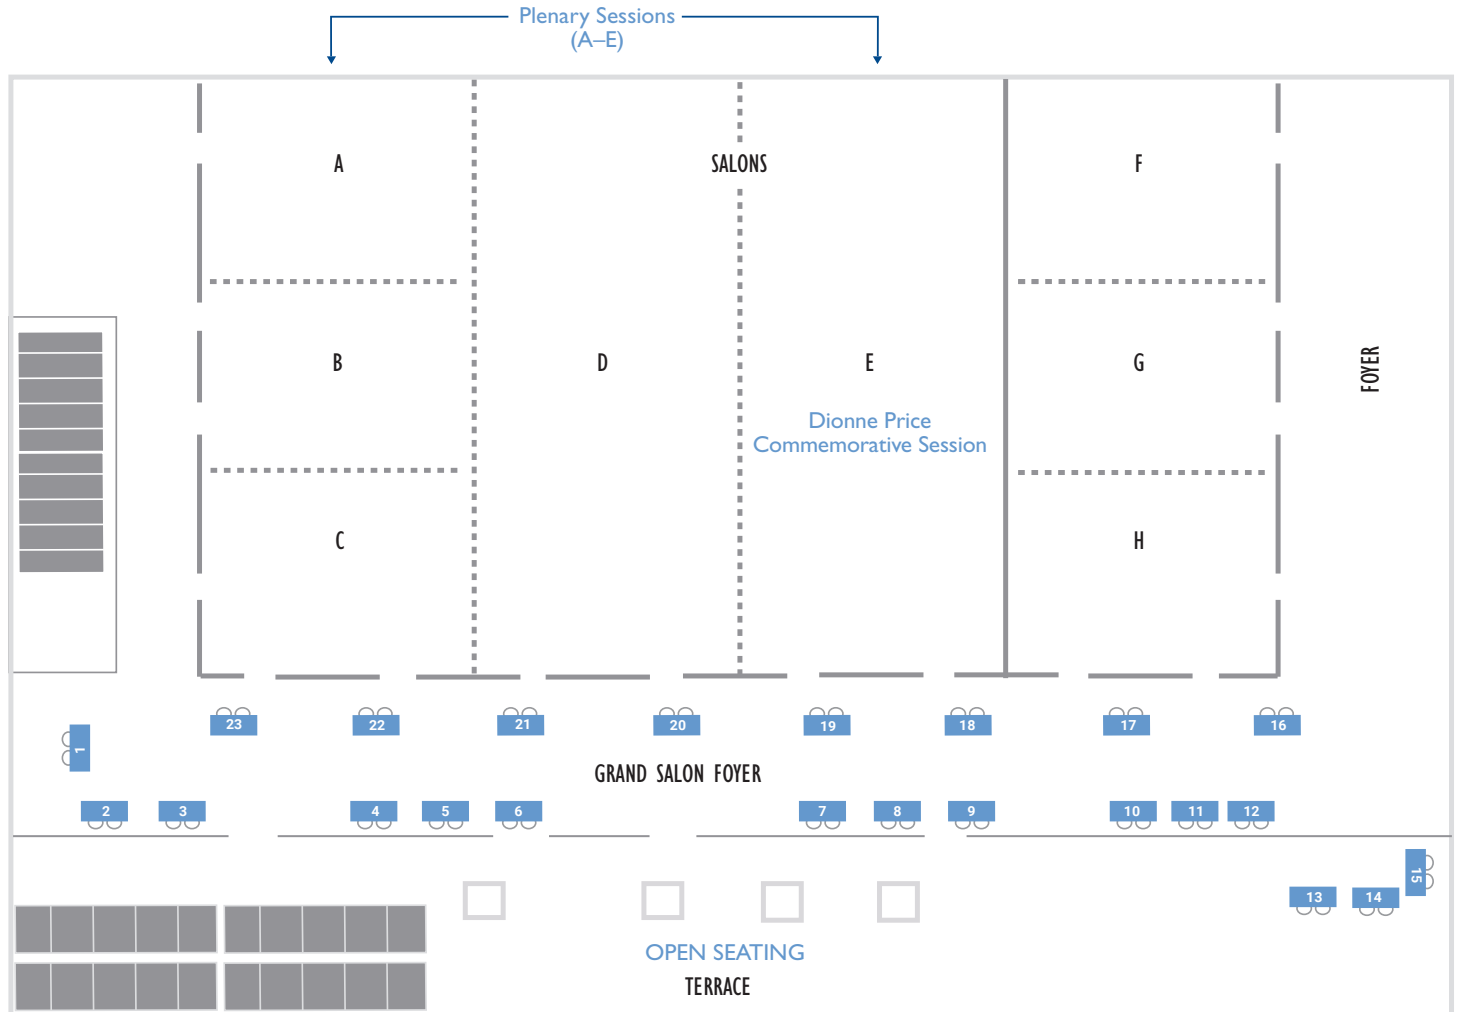 Plenary Sessions
(A–E)
A
SALONS
F
B
D
E
G
FOYER
Dionne Price
Commemorative Session
C
H
23
22
21
20
19
18
17
16
1
GRAND SALON FOYER
2
3
4
5
6
7
8
9
10
11
12
15
13
14
OPEN SEATING
TERRACE